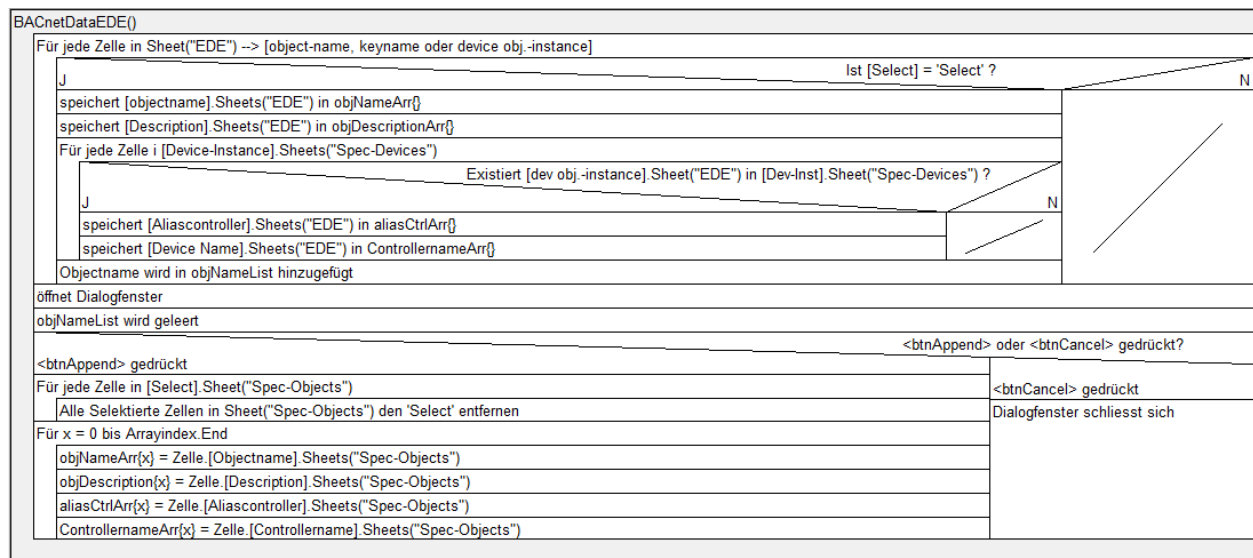 BACnetDataEDE()
Für jede Zelle in Sheet("EDE") --> [object-name, keyname oder device obj.-instance]
Ist [Select] = 'Select' ?
J
N
speichert [objectname].Sheets("EDE") in objNameArr{}
speichert [Description].Sheets("EDE") in objDescriptionArr{}
Für jede Zelle i [Device-Instance].Sheets("Spec-Devices")
Existiert [dev obj.-instance].Sheet("EDE") in [Dev-Inst].Sheet("Spec-Devices") ?
J
N
speichert [Aliascontroller].Sheets("EDE") in aliasCtrlArr{}
speichert [Device Name].Sheets("EDE") in ControllernameArr{}
Objectname wird in objNameList hinzugefügt
öffnet Dialogfenster
objNameList wird geleert
<btnAppend> oder <btnCancel> gedrückt?
<btnAppend> gedrückt
<btnCancel> gedrückt
Für jede Zelle in [Select].Sheet("Spec-Objects")
Alle Selektierte Zellen in Sheet("Spec-Objects") den 'Select' entfernen
Dialogfenster schliesst sich
Für x = 0 bis Arrayindex.End
objNameArr{x} = Zelle.[Objectname].Sheets("Spec-Objects")
objDescription{x} = Zelle.[Description].Sheets("Spec-Objects")
aliasCtrlArr{x} = Zelle.[Aliascontroller].Sheets("Spec-Objects")
ControllernameArr{x} = Zelle.[Controllername].Sheets("Spec-Objects")